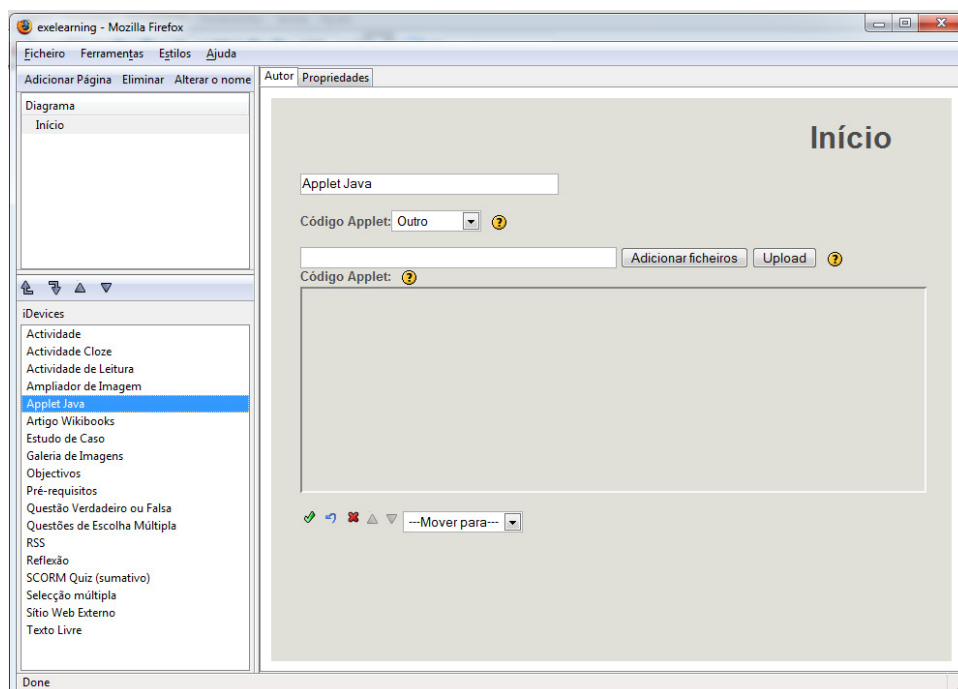 exelearning - Mozilla Firefox
Ficheiro Ferramentas Estilos Ajuda
Adicionar Página Eliminar Alterar o nome
Autor Propriedades
Diagrama
Início
Início
Applet Java
Código Applet: Outro
Adicionar ficheiros Upload
Código Applet:
iDevices
Actividade
Actividade Cloze
Actividade de Leitura
Ampliador de Imagem
Applet Java
Artigo Wikibooks
Estudo de Caso
Galeria de Imagens
Objectivos
Pré-requisitos
Questão Verdadeiro ou Falsa
Questões de Escolha Múltipla
RSS
Reflexão
SCORM Quiz (sumativo)
Selecção múltipla
Sítio Web Externo
Texto Livre
---Mover para---
Done